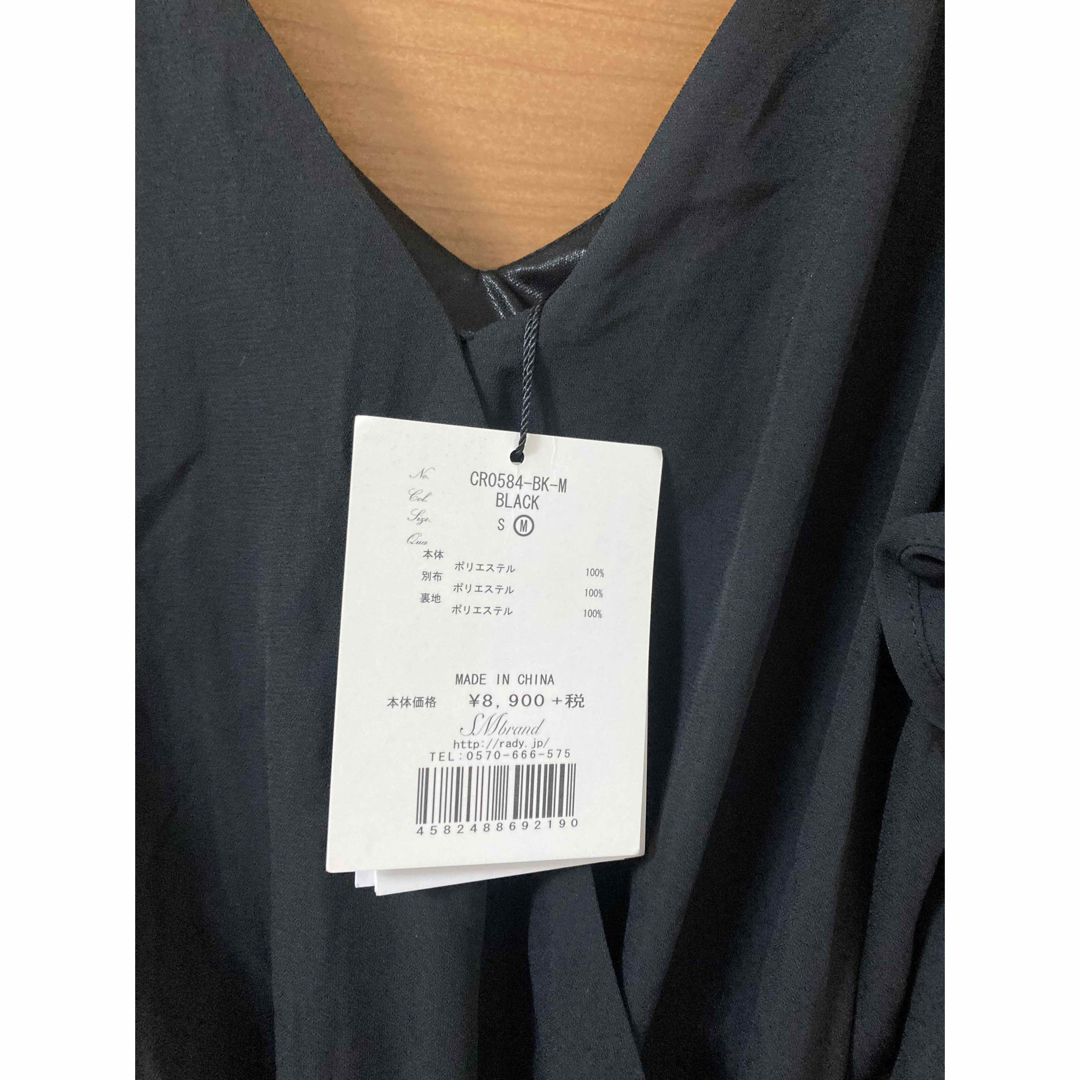 No. CR0584-BK-M
Col. BLACK
Size. S M
Qua
本体 ポリエステル 100%
別布 ポリエステル 100%
裏地 ポリエステル 100%
MADE IN CHINA
本体価格 ¥8,900+税
SMbrand
http://rady.jp/
TEL:0570-666-575
4582488692190